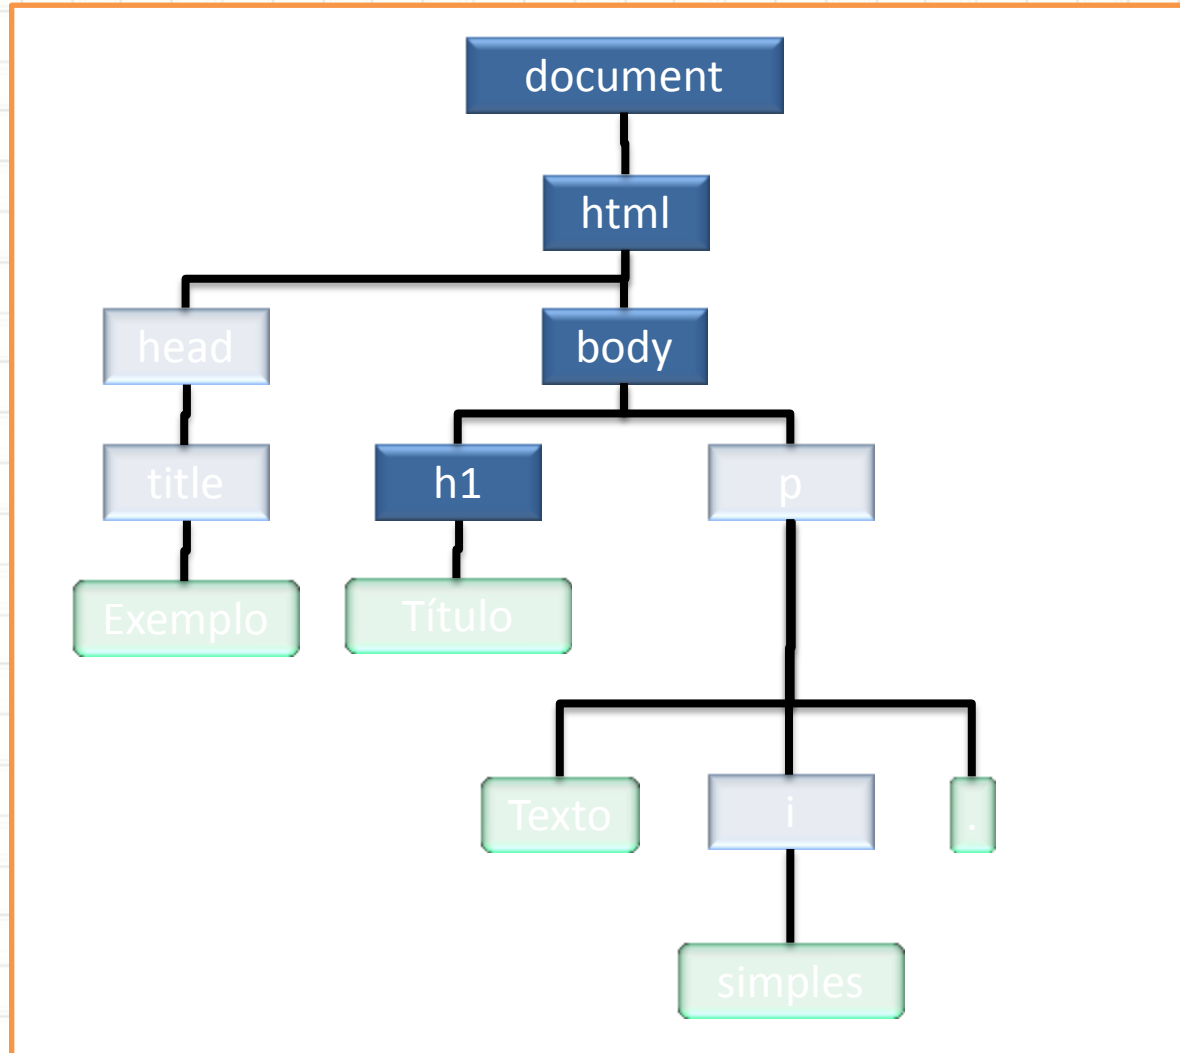 document
html
head
body
title
h1
p
Exemplo
Título
Texto
i
.
simples